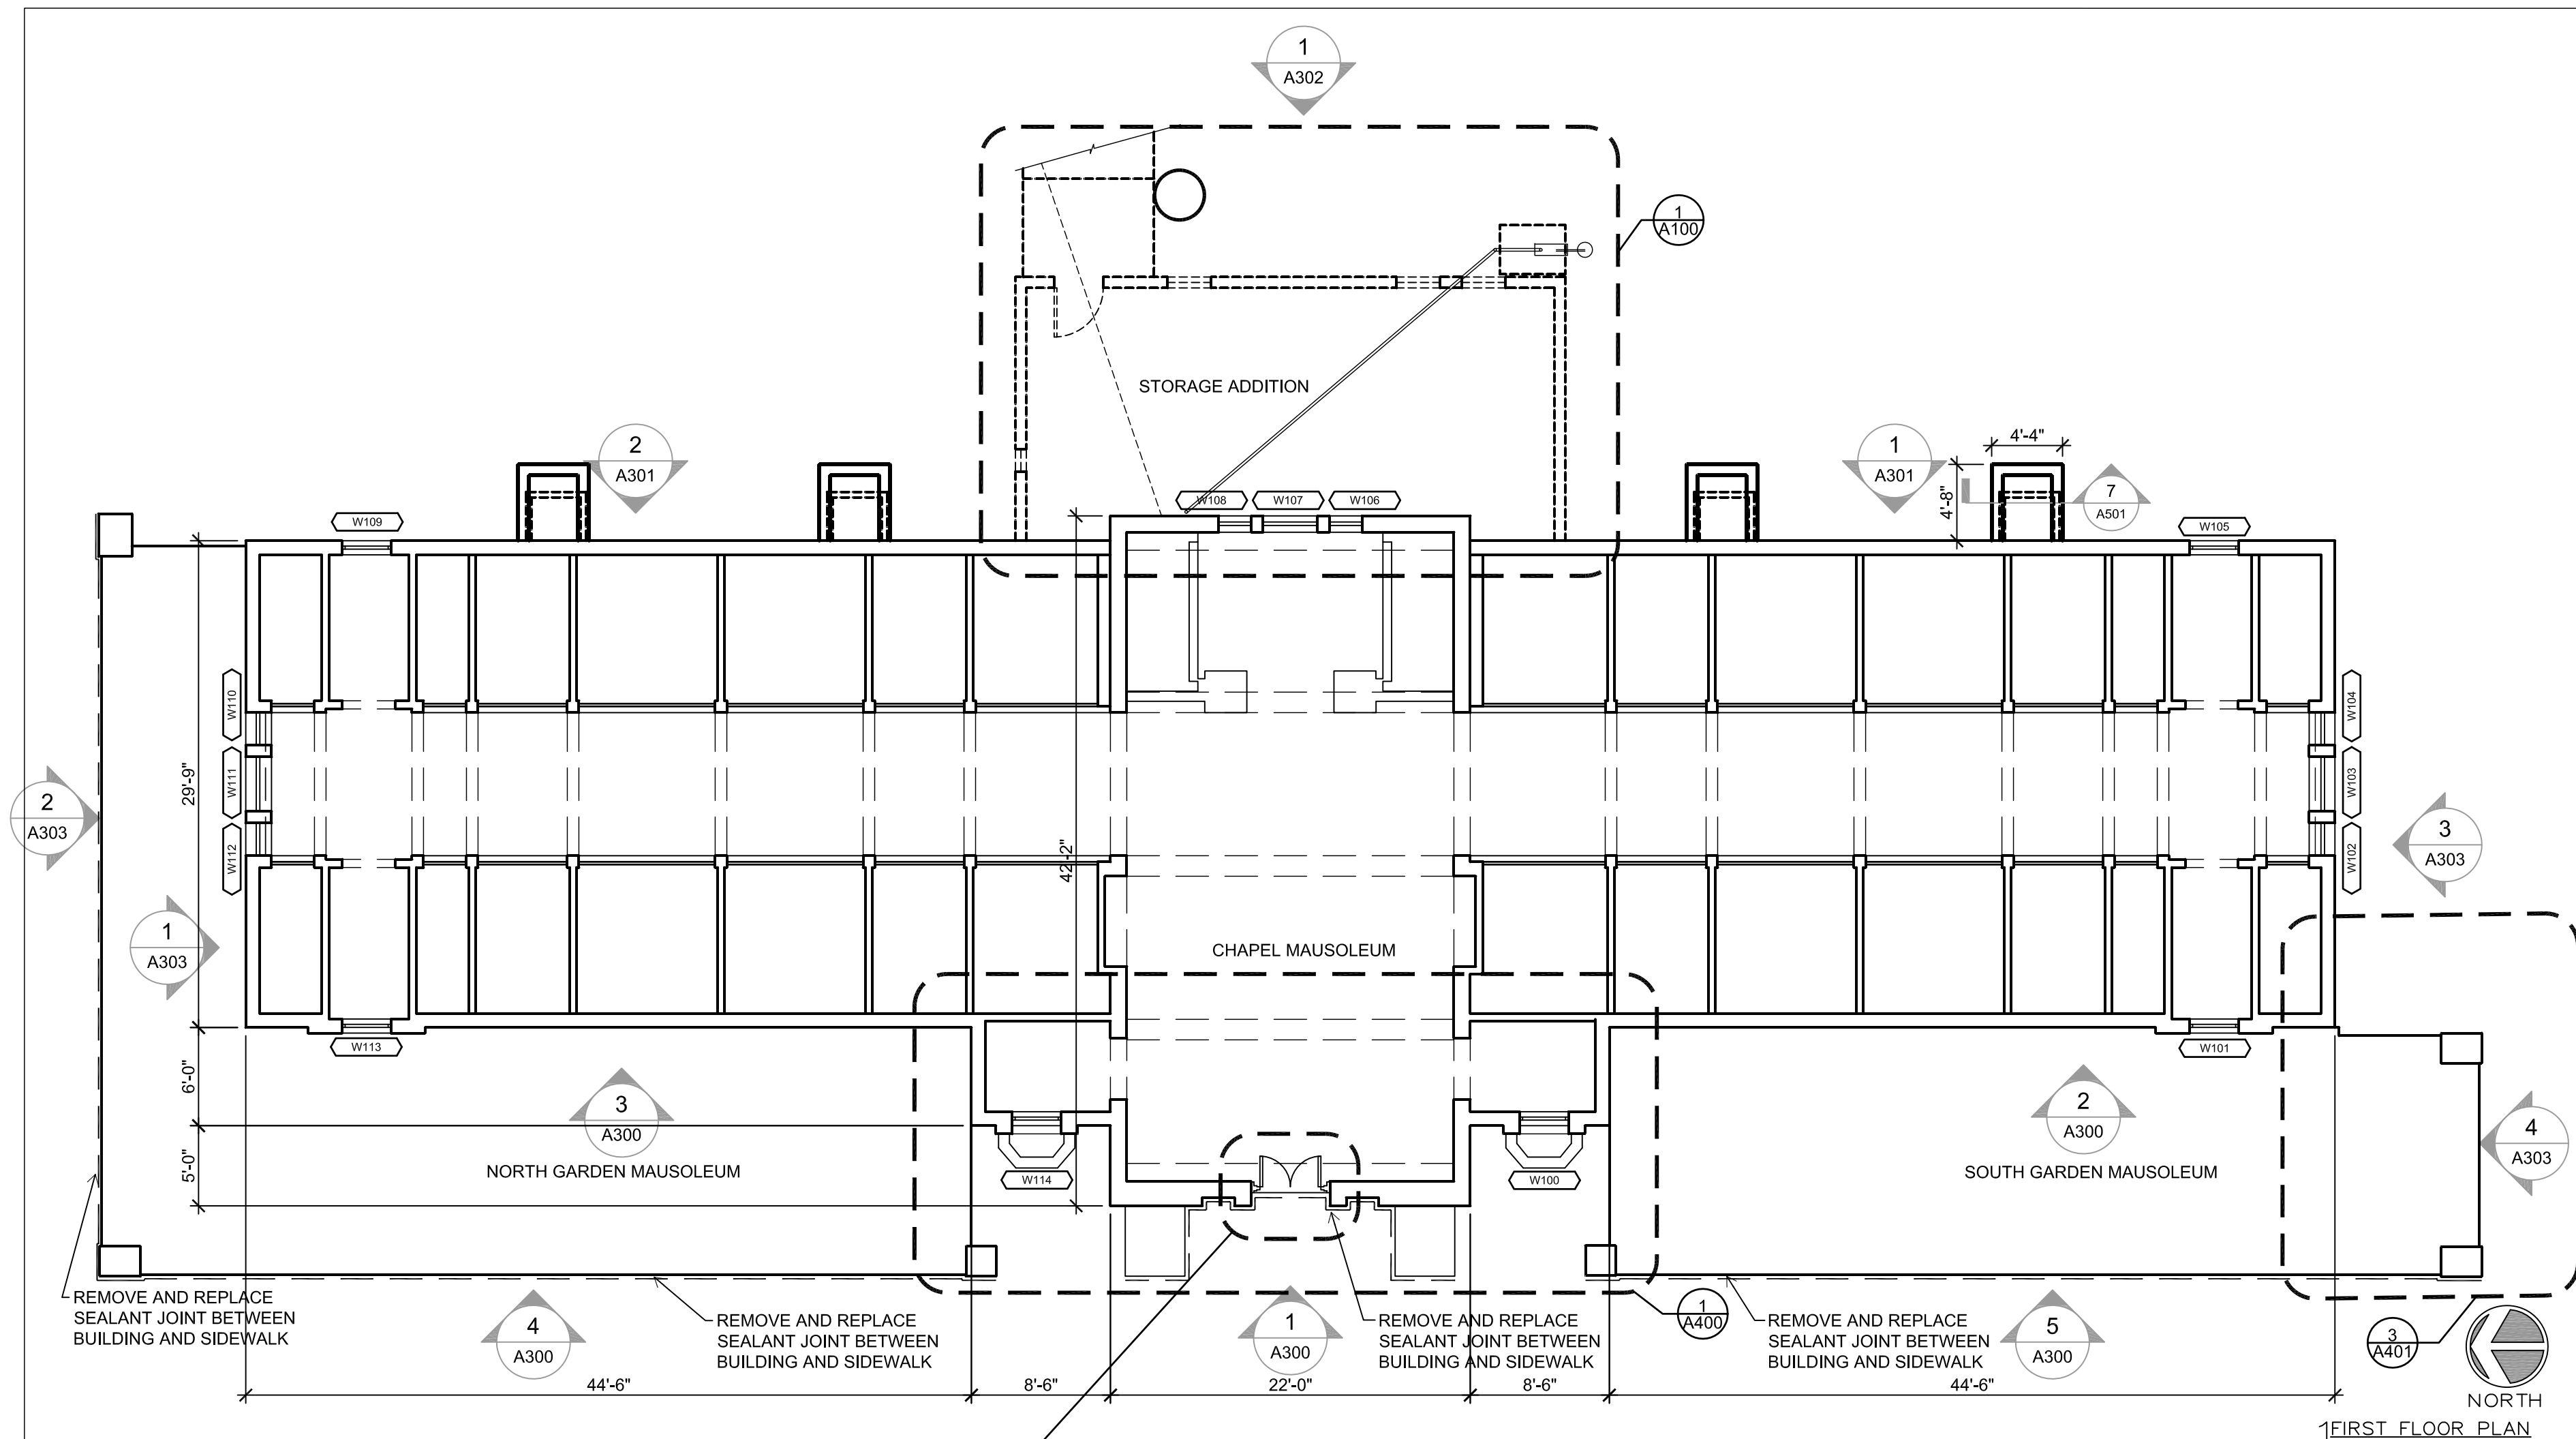 1
A302
1
A100
STORAGE ADDITION
2
A301
1
A301
4'-4"
4'-8"
7
A501
W109
W108
W107
W106
W105
W110
W111
W112
W104
W103
W102
29'-9"
42'-2"
2
A303
3
A303
1
A303
CHAPEL MAUSOLEUM
W113
W101
6'-0"
5'-0"
3
A300
2
A300
4
A303
NORTH GARDEN MAUSOLEUM
W114
W100
SOUTH GARDEN MAUSOLEUM
REMOVE AND REPLACE
SEALANT JOINT BETWEEN
BUILDING AND SIDEWALK
4
A300
REMOVE AND REPLACE
SEALANT JOINT BETWEEN
BUILDING AND SIDEWALK
1
A300
REMOVE AND REPLACE
SEALANT JOINT BETWEEN
BUILDING AND SIDEWALK
1
A400
REMOVE AND REPLACE
SEALANT JOINT BETWEEN
BUILDING AND SIDEWALK
5
A300
3
A401
44'-6"
8'-6"
22'-0"
8'-6"
44'-6"
NORTH
1 FIRST FLOOR PLAN